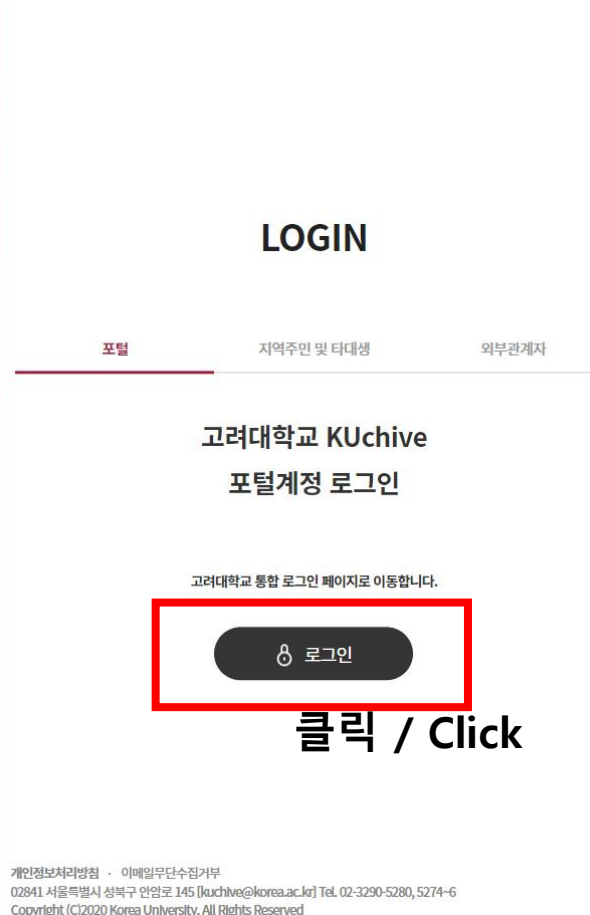 LOGIN
포털 지역주민 및 타대생 외부관계자
고려대학교 KUchive
포털계정 로그인
고려대학교 통합 로그인 페이지로 이동합니다.
로그인
클릭 / Click
개인정보처리방침 · 이메일무단수집거부
02841 서울특별시 성북구 안암로 145 [kuchive@korea.ac.kr] Tel. 02-3290-5280, 5274~6
Copyright (C)2020 Korea University. All Rights Reserved